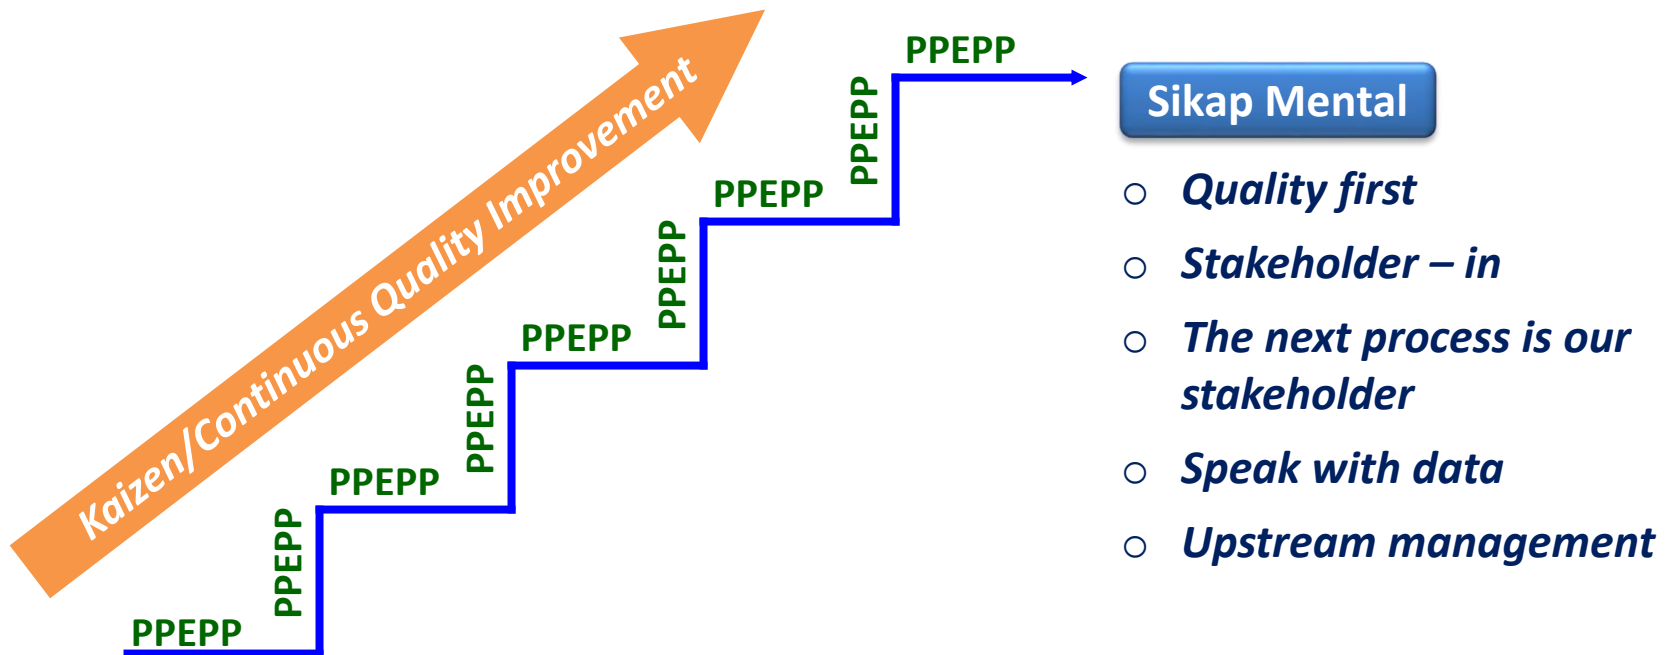 Kaizen/Continuous Quality Improvement
PPEPP
PPEPP
PPEPP
PPEPP
PPEPP
PPEPP
PPEPP
PPEPP
PPEPP
Sikap Mental
Quality first
Stakeholder – in
The next process is our
stakeholder
Speak with data
Upstream management